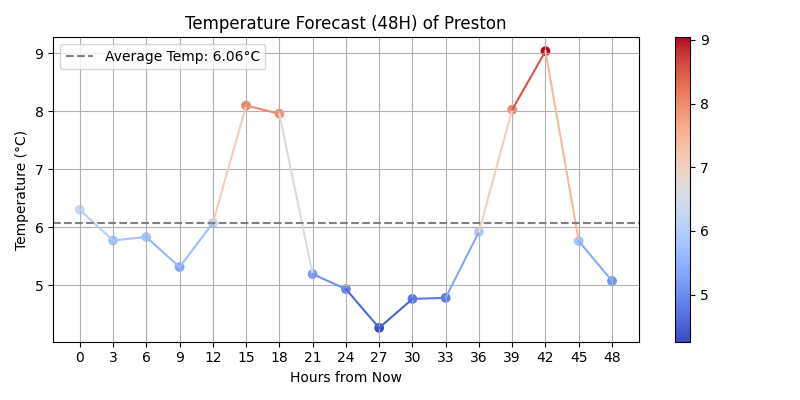 Temperature Forecast (48H) of Preston
Average Temp: 6.06°C
Temperature (°C)
9
8
7
6
5
0 3 6 9 12 15 18 21 24 27 30 33 36 39 42 45 48
Hours from Now
9
8
7
6
5